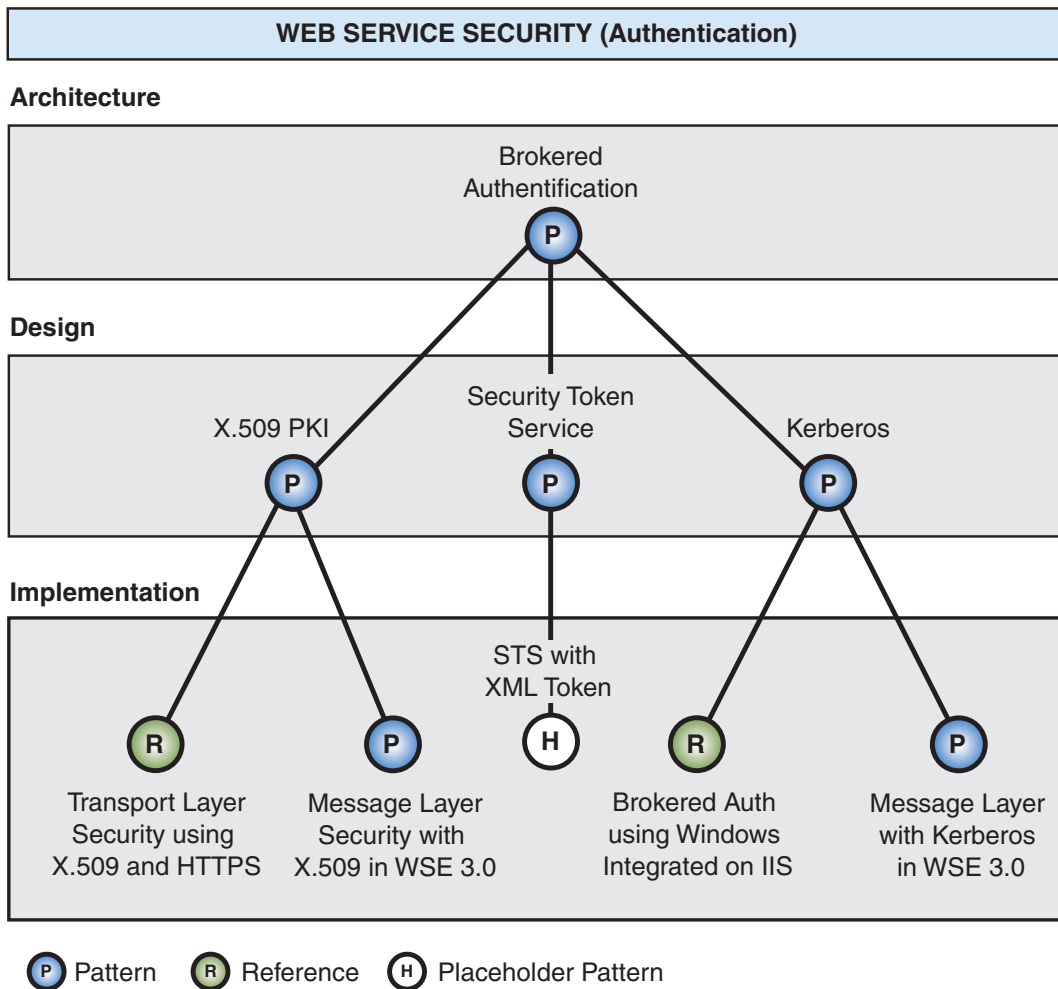 WEB SERVICE SECURITY (Authentication)
Architecture
Brokered
Authentification
P
Design
X.509 PKI
Security Token
Service
Kerberos
P
P
P
Implementation
STS with
XML Token
R
P
H
R
P
Transport Layer
Security using
X.509 and HTTPS
Message Layer
Security with
X.509 in WSE 3.0
Brokered Auth
using Windows
Integrated on IIS
Message Layer
with Kerberos
in WSE 3.0
P Pattern
R Reference
H Placeholder Pattern